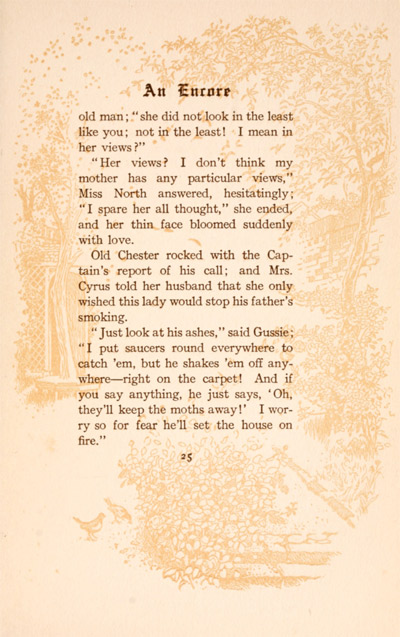 An Encore
old man; "she did not look in the least
like you; not in the least! I mean in
her views?"
"Her views? I don't think my
mother has any particular views,"
Miss North answered, hesitatingly;
"I spare her all thought," she ended,
and her thin face bloomed suddenly
with love.
Old Chester rocked with the Cap-
tain's report of his call; and Mrs.
Cyrus told her husband that she only
wished this lady would stop his father's
smoking.
"Just look at his ashes," said Gussie;
"I put saucers round everywhere to
catch 'em, but he shakes 'em off any-
where—right on the carpet! And if
you say anything, he just says, 'Oh,
they'll keep the moths away!' I wor-
ry so for fear he'll set the house on
fire."
25